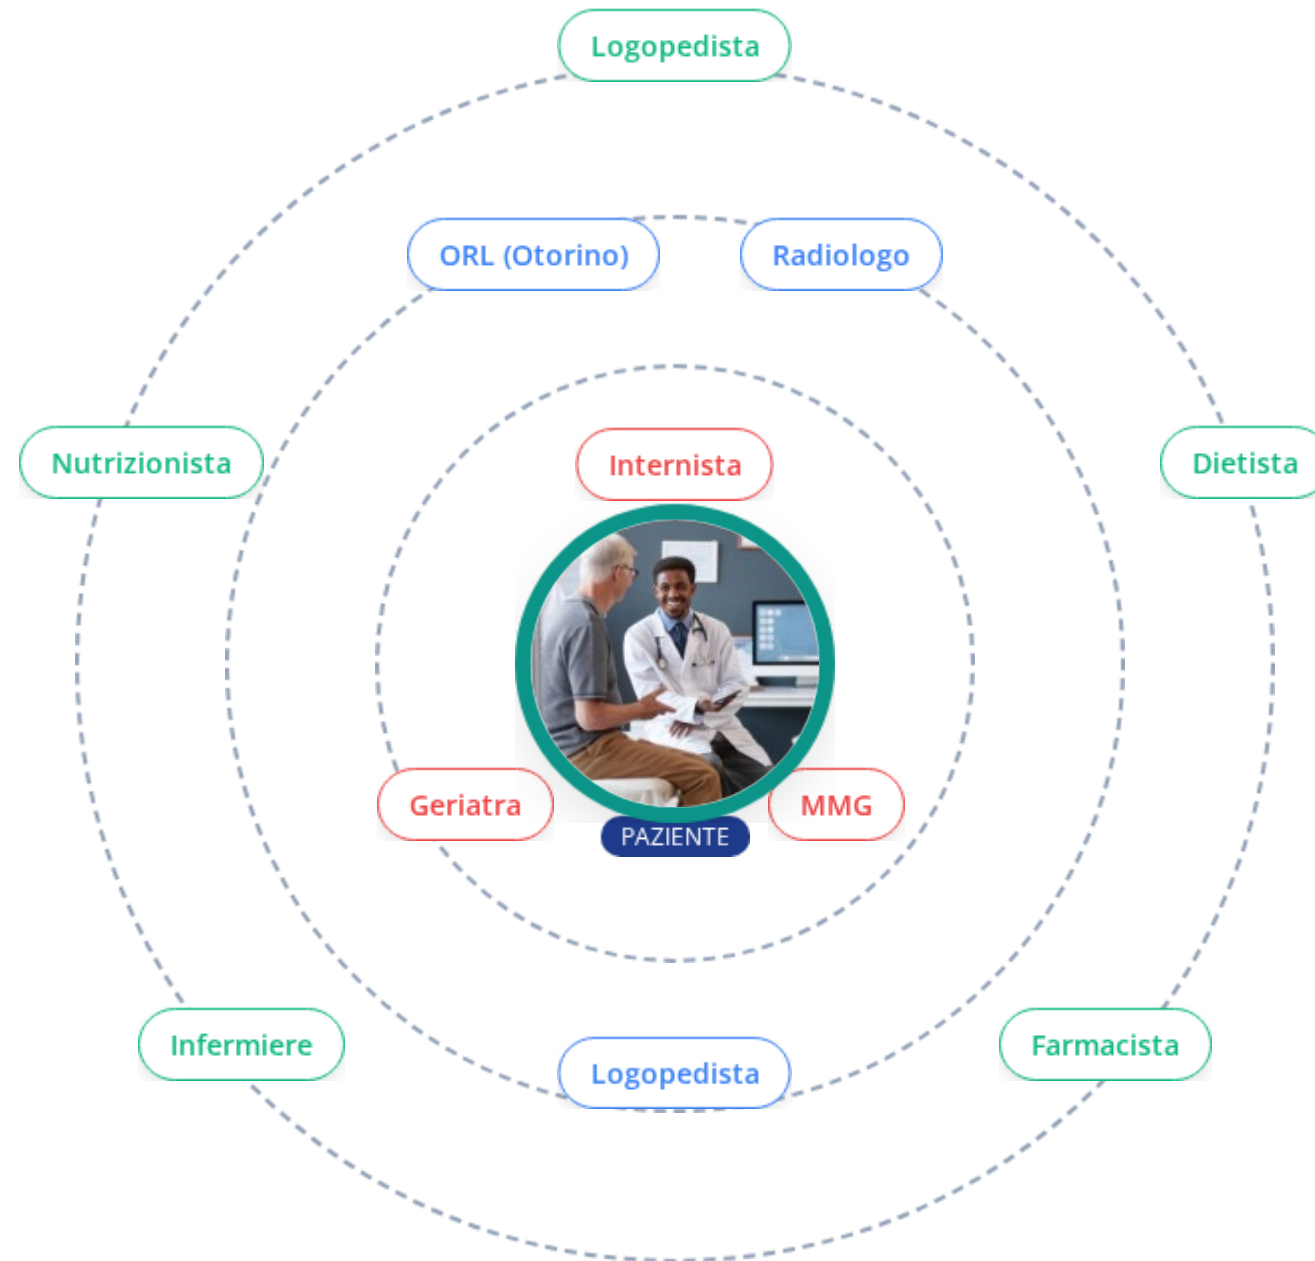 Logopedista
ORL (Otorino)
Radiologo
Nutrizionista
Dietista
Internista
Geriatra
MMG
PAZIENTE
Infermiere
Farmacista
Logopedista